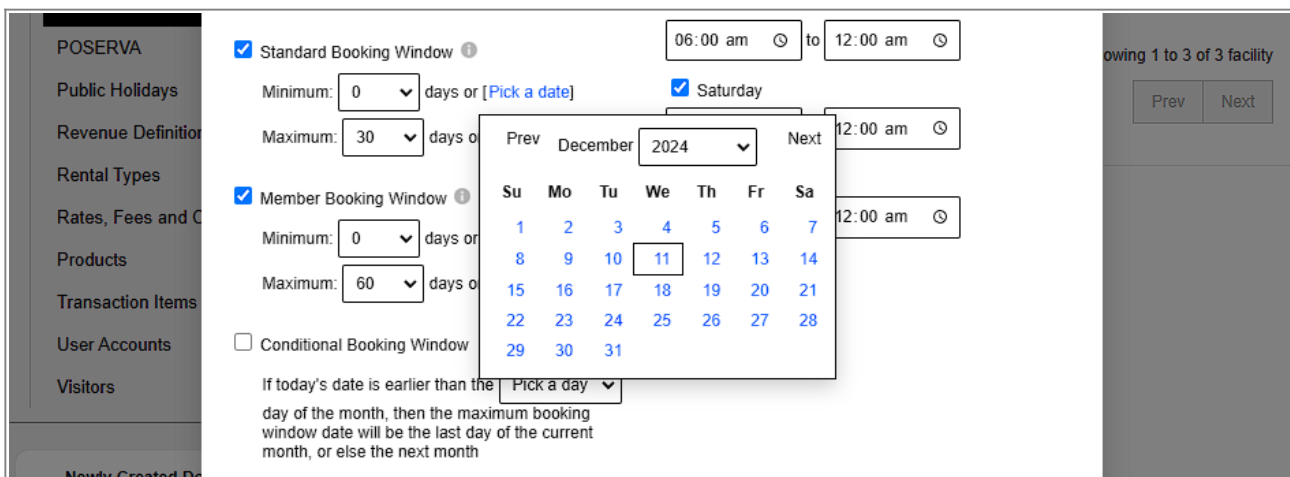 POSERVA
Public Holidays
Revenue Definition
Rental Types
Rates, Fees and
Products
Transaction Items
User Accounts
Visitors
Newly Created
Standard Booking Window
Minimum: 0 days or [Pick a date]
Maximum: 30 days
Member Booking Window
Minimum: 0 days or
Maximum: 60 days
Conditional Booking Window
If today's date is earlier than the Pick a day
day of the month, then the maximum booking
window date will be the last day of the current
month, or else the next month
06:00 am to 12:00 am
Saturday
12:00 am
12:00 am
Prev December 2024 Next
Su Mo Tu We Th Fr Sa
1 2 3 4 5 6 7
8 9 10 11 12 13 14
15 16 17 18 19 20 21
22 23 24 25 26 27 28
29 30 31
owing 1 to 3 of 3 facility
Prev Next